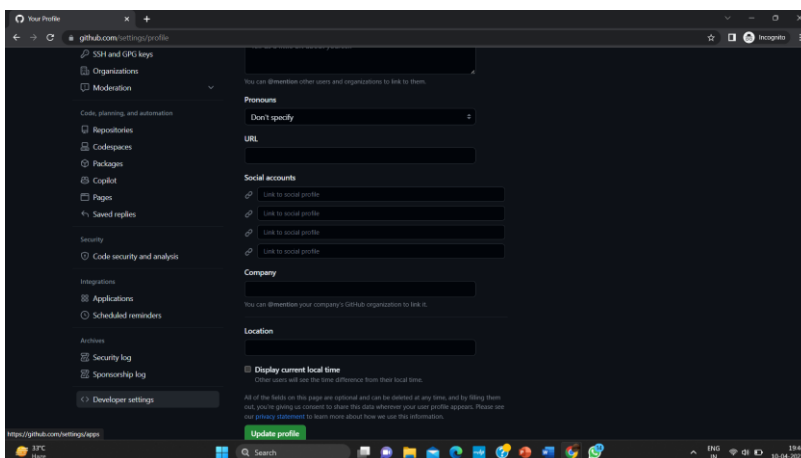 Your Profile
github.com/settings/profile
Incognito
SSH and GPG keys
Organizations
Moderation
Code, planning, and automation
Repositories
Codespaces
Packages
Copilot
Pages
Saved replies
Security
Code security and analysis
Integrations
Applications
Scheduled reminders
Archives
Security log
Sponsorship log
Developer settings
You can @mention other users and organizations to link to them.
Pronouns
Don't specify
URL
Social accounts
Link to social profile
Link to social profile
Link to social profile
Link to social profile
Company
You can @mention your company's GitHub organization to link it.
Location
Display current local time
Other users will see the time difference from their local time.
All of the fields on this page are optional and can be deleted at any time, and by filling them
out, you're giving us consent to share this data wherever your user profile appears. Please see
our privacy statement to learn more about how we use this information.
Update profile
https://github.com/settings/apps
33°C
Haze
Search
ENG
IN